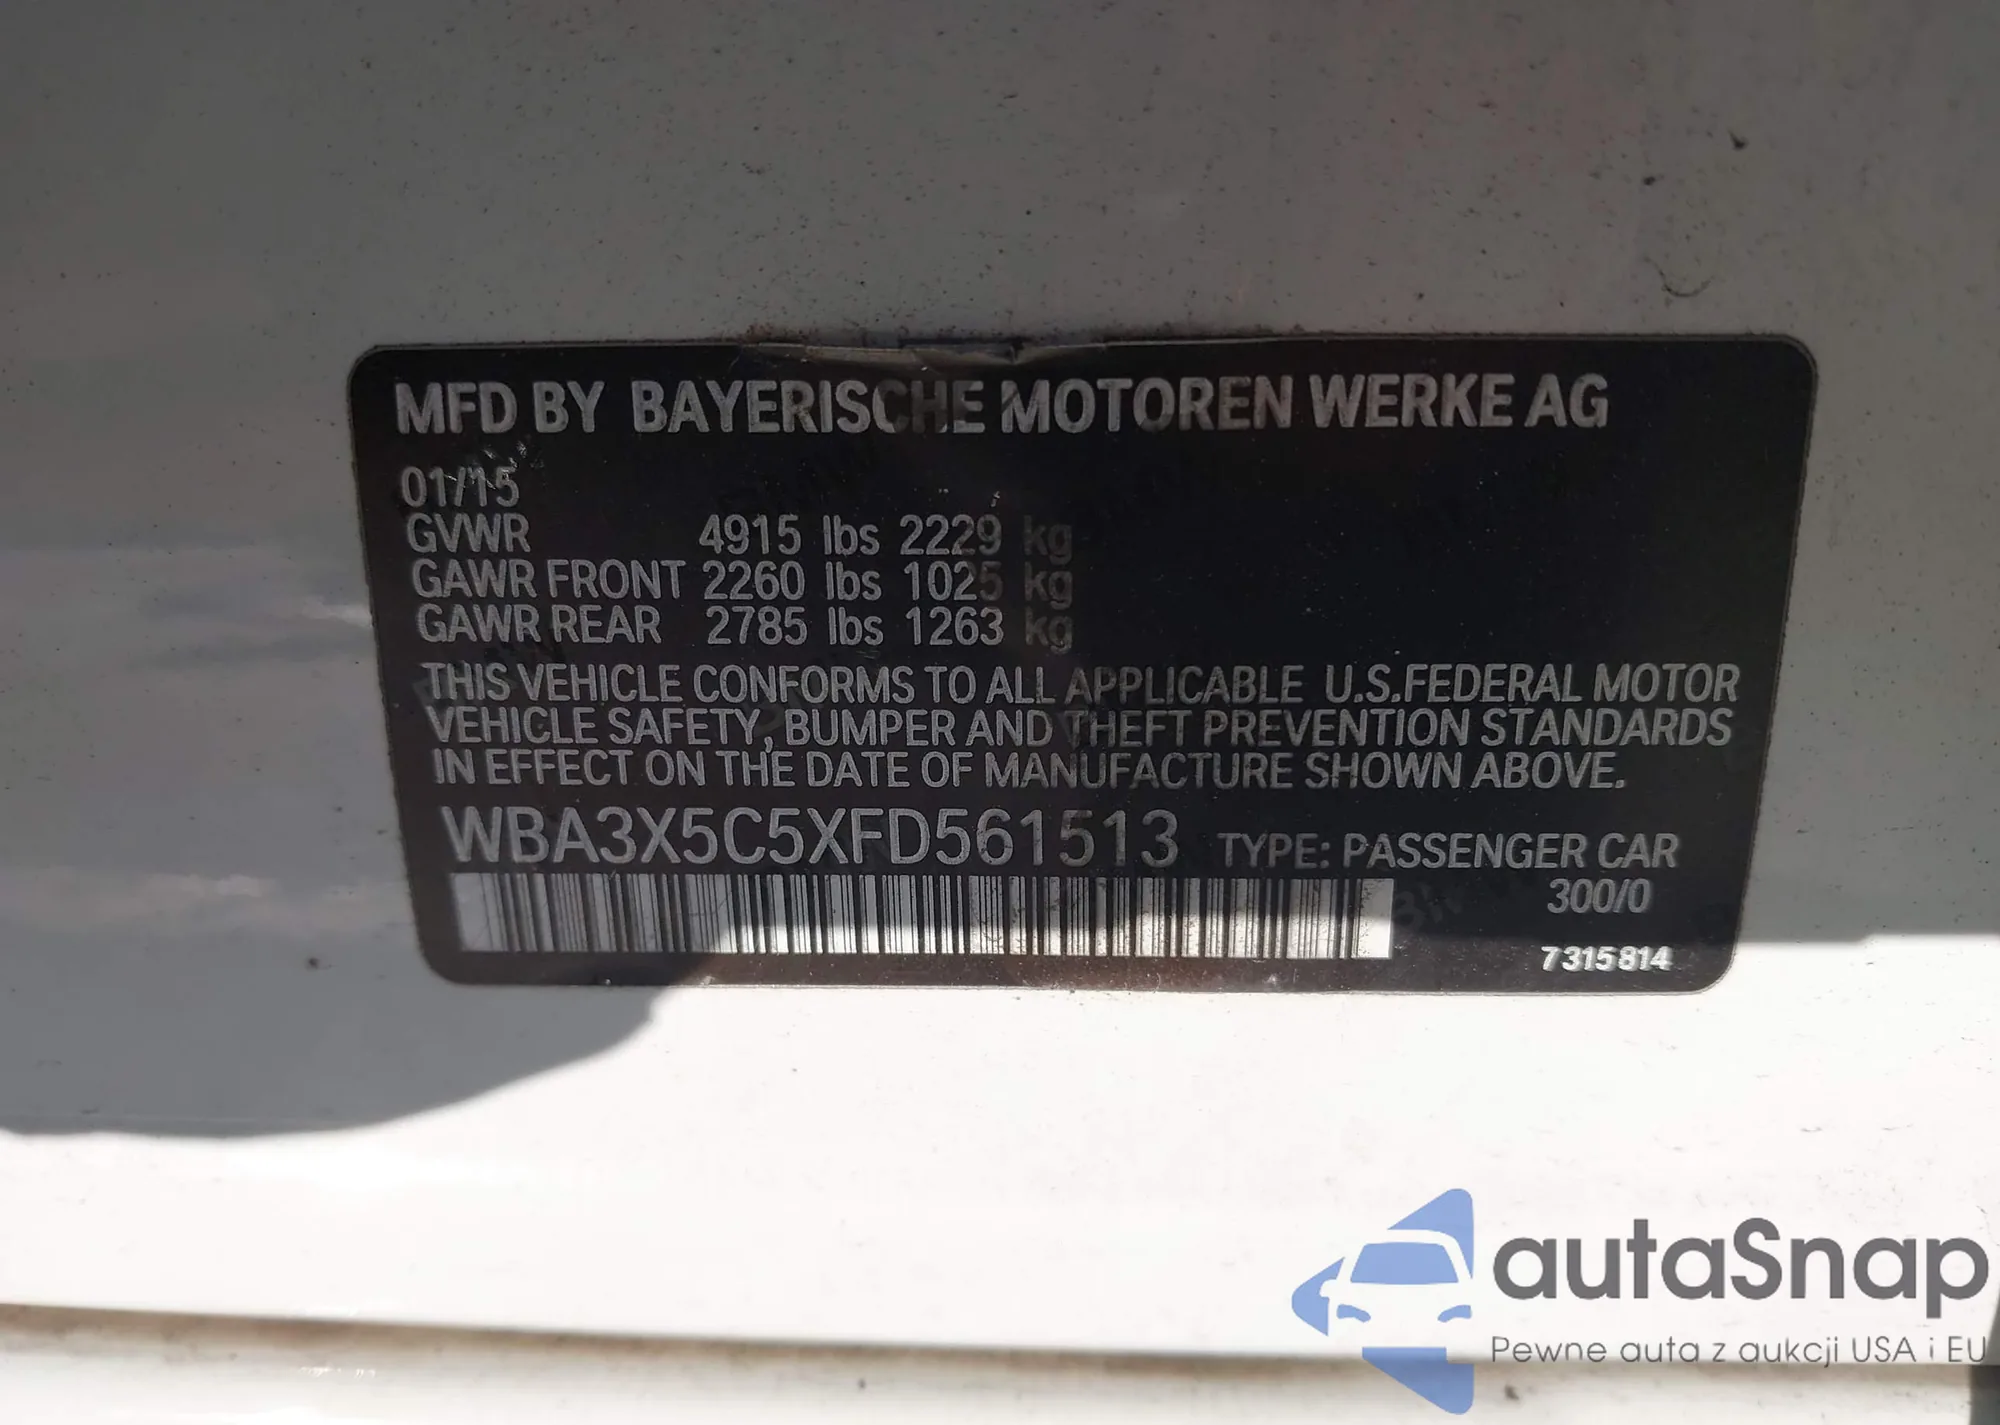 MFD BY BAYERISCHE MOTOREN WERKE AG
01/15
GVWR 4915 lbs 2229 kg
GAWR FRONT 2260 lbs 1025 kg
GAWR REAR 2785 lbs 1263 kg
THIS VEHICLE CONFORMS TO ALL APPLICABLE U.S.FEDERAL MOTOR
VEHICLE SAFETY, BUMPER AND THEFT PREVENTION STANDARDS
IN EFFECT ON THE DATE OF MANUFACTURE SHOWN ABOVE.
WBA3X5C5XFD561513 TYPE: PASSENGER CAR
300/0
7315814
autaSnap
Pewne auta z aukcji USA i EU